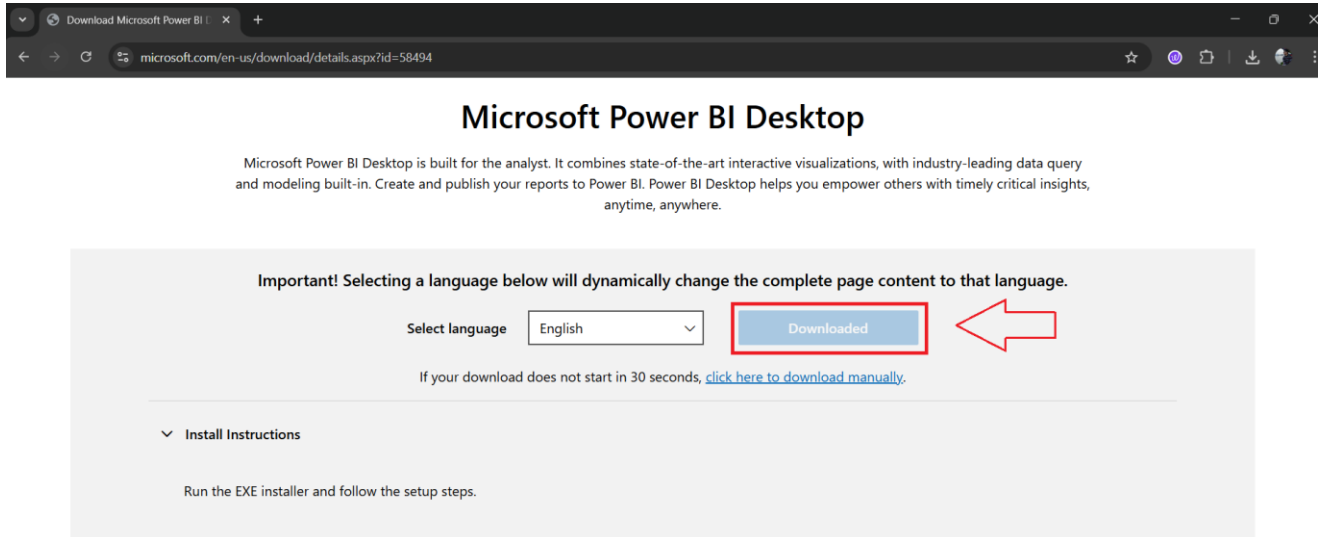 Download Microsoft Power BI D
microsoft.com/en-us/download/details.aspx?id=58494
Microsoft Power BI Desktop
Microsoft Power BI Desktop is built for the analyst. It combines state-of-the-art interactive visualizations, with industry-leading data query
and modeling built-in. Create and publish your reports to Power BI. Power BI Desktop helps you empower others with timely critical insights,
anytime, anywhere.
Important! Selecting a language below will dynamically change the complete page content to that language.
Select language English Downloaded
If your download does not start in 30 seconds, click here to download manually.
Install Instructions
Run the EXE installer and follow the setup steps.